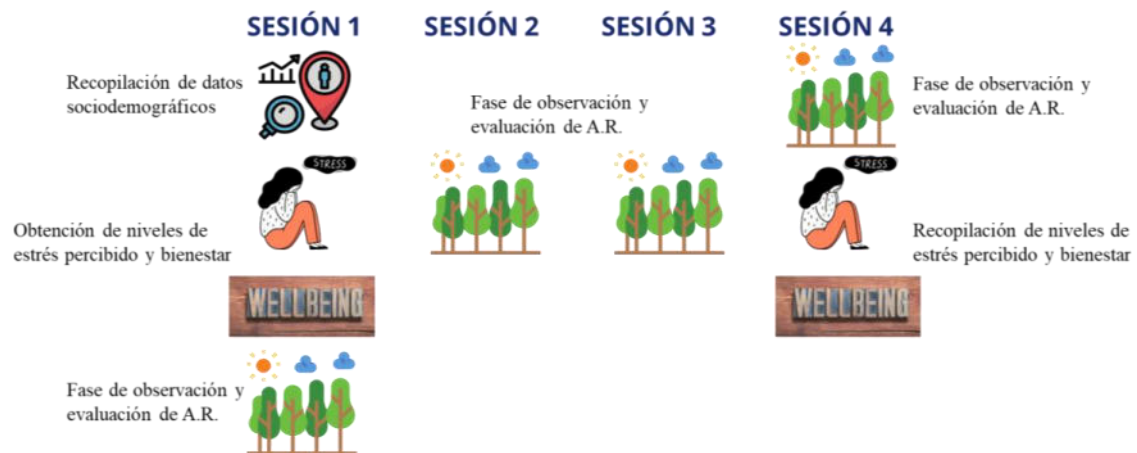 SESIÓN 1
SESIÓN 2
SESIÓN 3
SESIÓN 4
Recopilación de datos
sociodemográficos
Fase de observación y
evaluación de A.R.
Fase de observación y
evaluación de A.R.
STRESS
STRESS
Obtención de niveles de
estrés percibido y bienestar
Recopilación de niveles de
estrés percibido y bienestar
WELLBEING
WELLBEING
Fase de observación y
evaluación de A.R.